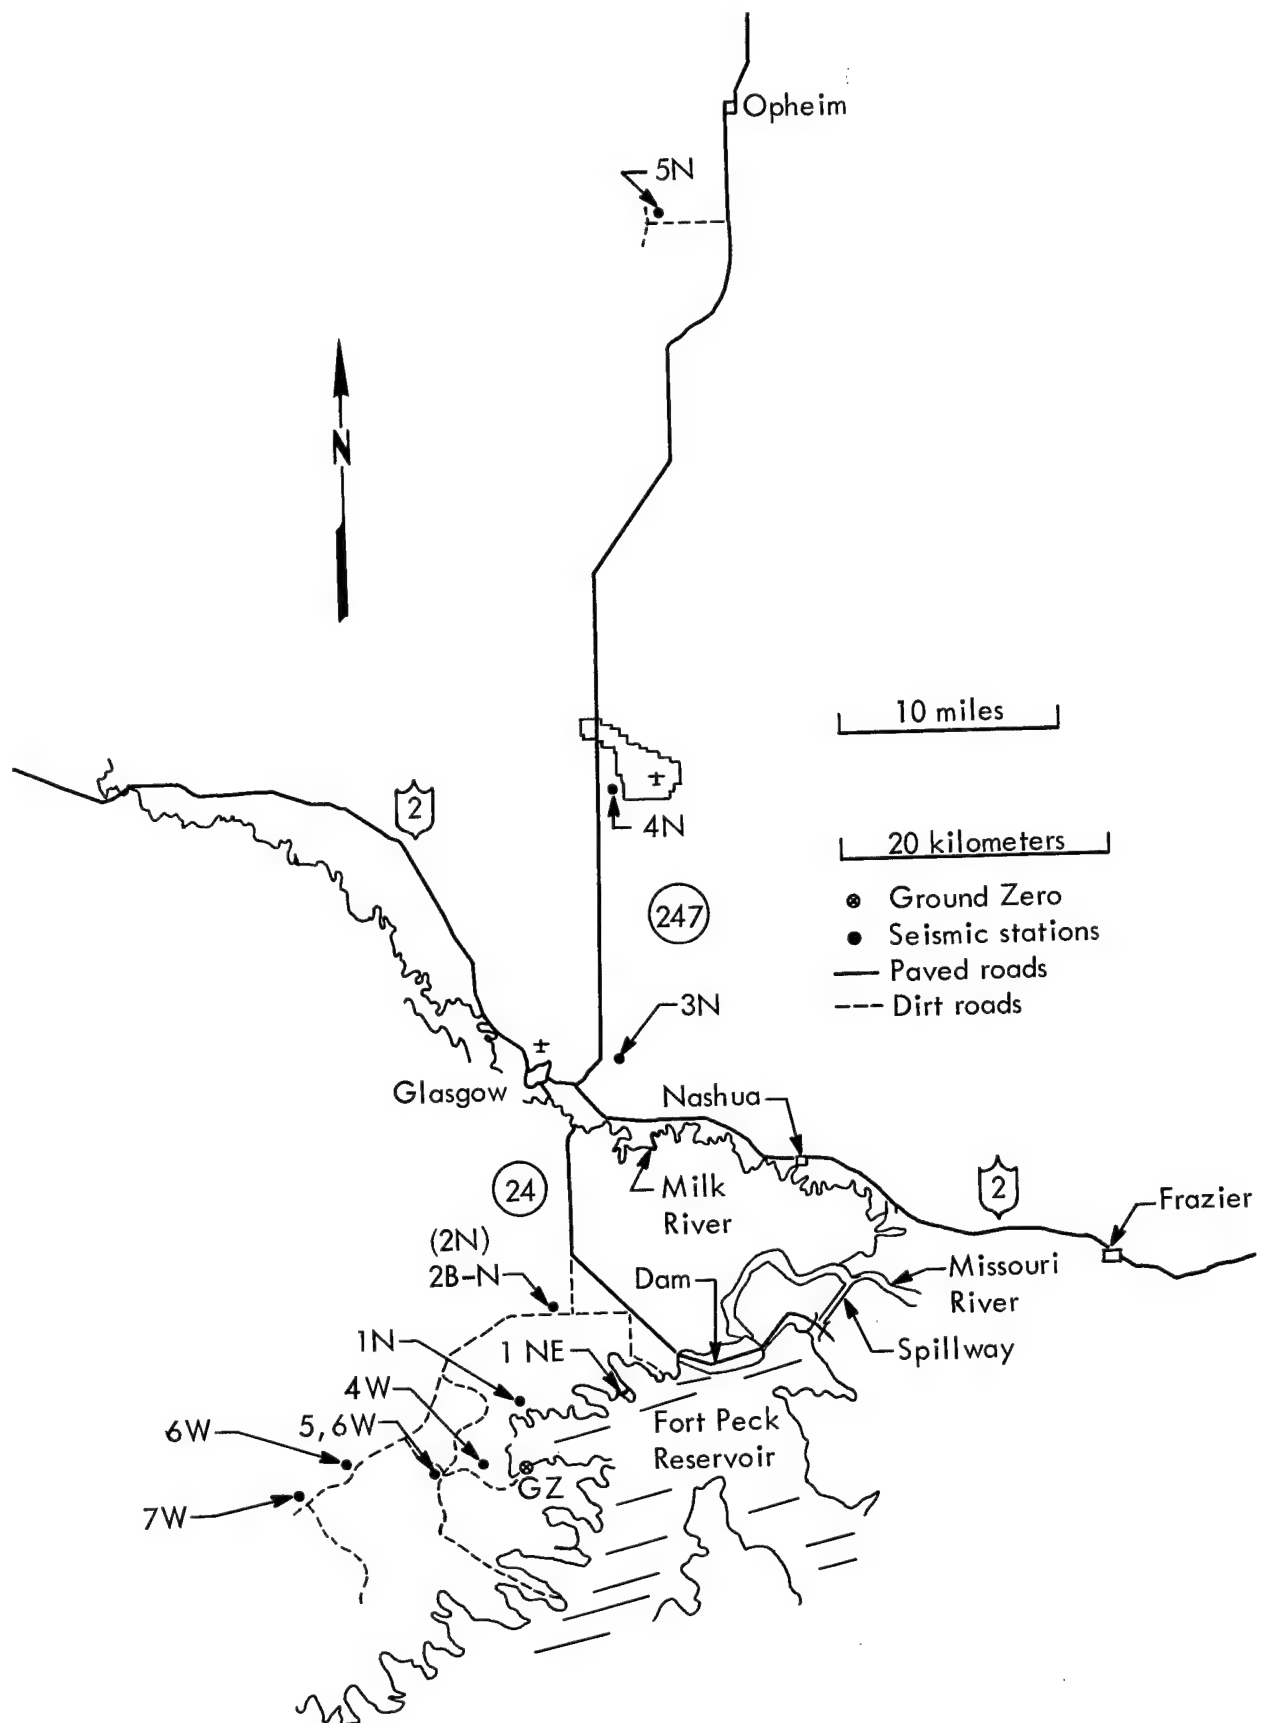 Opheim
5N
N
10 miles
2
4N
20 kilometers
247
Ground Zero
Seismic stations
Paved roads
Dirt roads
3N
Glasgow
Nashua
24
Milk
River
2
Frazier
(2N)
2B-N
Dam
Missouri
River
1N
1 NE
Spillway
4W
5,6W
6W
Fort Peck
Reservoir
GZ
7W